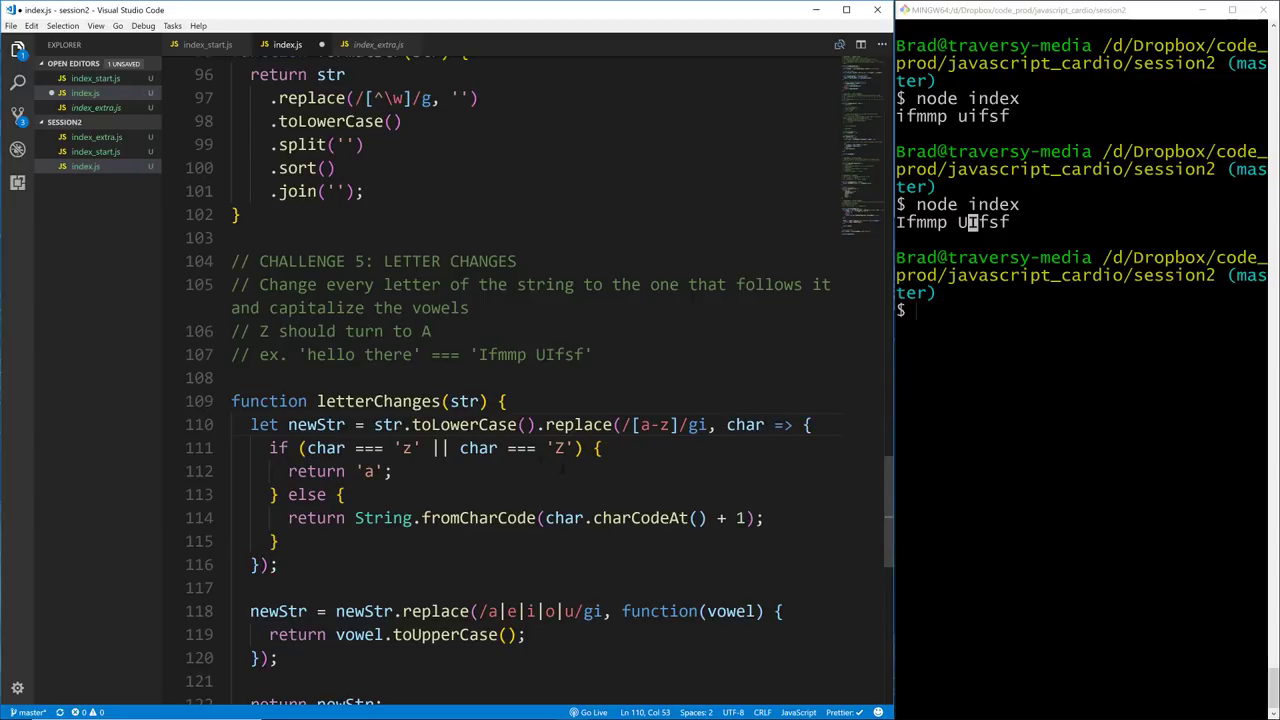 index.js - session2 - Visual Studio Code
File Edit Selection View Go Debug Tasks Help
EXPLORER
OPEN EDITORS 1 UNSAVED
index_start.js U
index.js
index_extra.js U
SESSION2
index_extra.js U
index_start.js U
index.js
index_start.js index.js index_extra.js
96 return str
97 .replace(/[^\w]/g, '')
98 .toLowerCase()
99 .split('')
100 .sort()
101 .join('');
102 }
103
104 // CHALLENGE 5: LETTER CHANGES
105 // Change every letter of the string to the one that follows it
and capitalize the vowels
106 // Z should turn to A
107 // ex. 'hello there' === 'Ifmmp UIfsf'
108
109 function letterChanges(str) {
110 let newStr = str.toLowerCase().replace(/[a-z]/gi, char => {
111 if (char === 'z' || char === 'Z') {
112 return 'a';
113 } else {
114 return String.fromCharCode(char.charCodeAt() + 1);
115 }
116 });
117
118 newStr = newStr.replace(/a|e|i|o|u/gi, function(vowel) {
119 return vowel.toUpperCase();
120 });
121
122 return newStr;
master* 0 0 Go Live Ln 110, Col 53 Spaces: 2 UTF-8 CRLF JavaScript Prettier: ✓
MINGW64:/d/Dropbox/code_prod/javascript_cardio/session2
Brad@traversy-media /d/Dropbox/code_
prod/javascript_cardio/session2 (mas
ter)
$ node index
ifmmp uifsf
Brad@traversy-media /d/Dropbox/code_
prod/javascript_cardio/session2 (mas
ter)
$ node index
Ifmmp UIfsf
Brad@traversy-media /d/Dropbox/code_
prod/javascript_cardio/session2 (mas
ter)
$